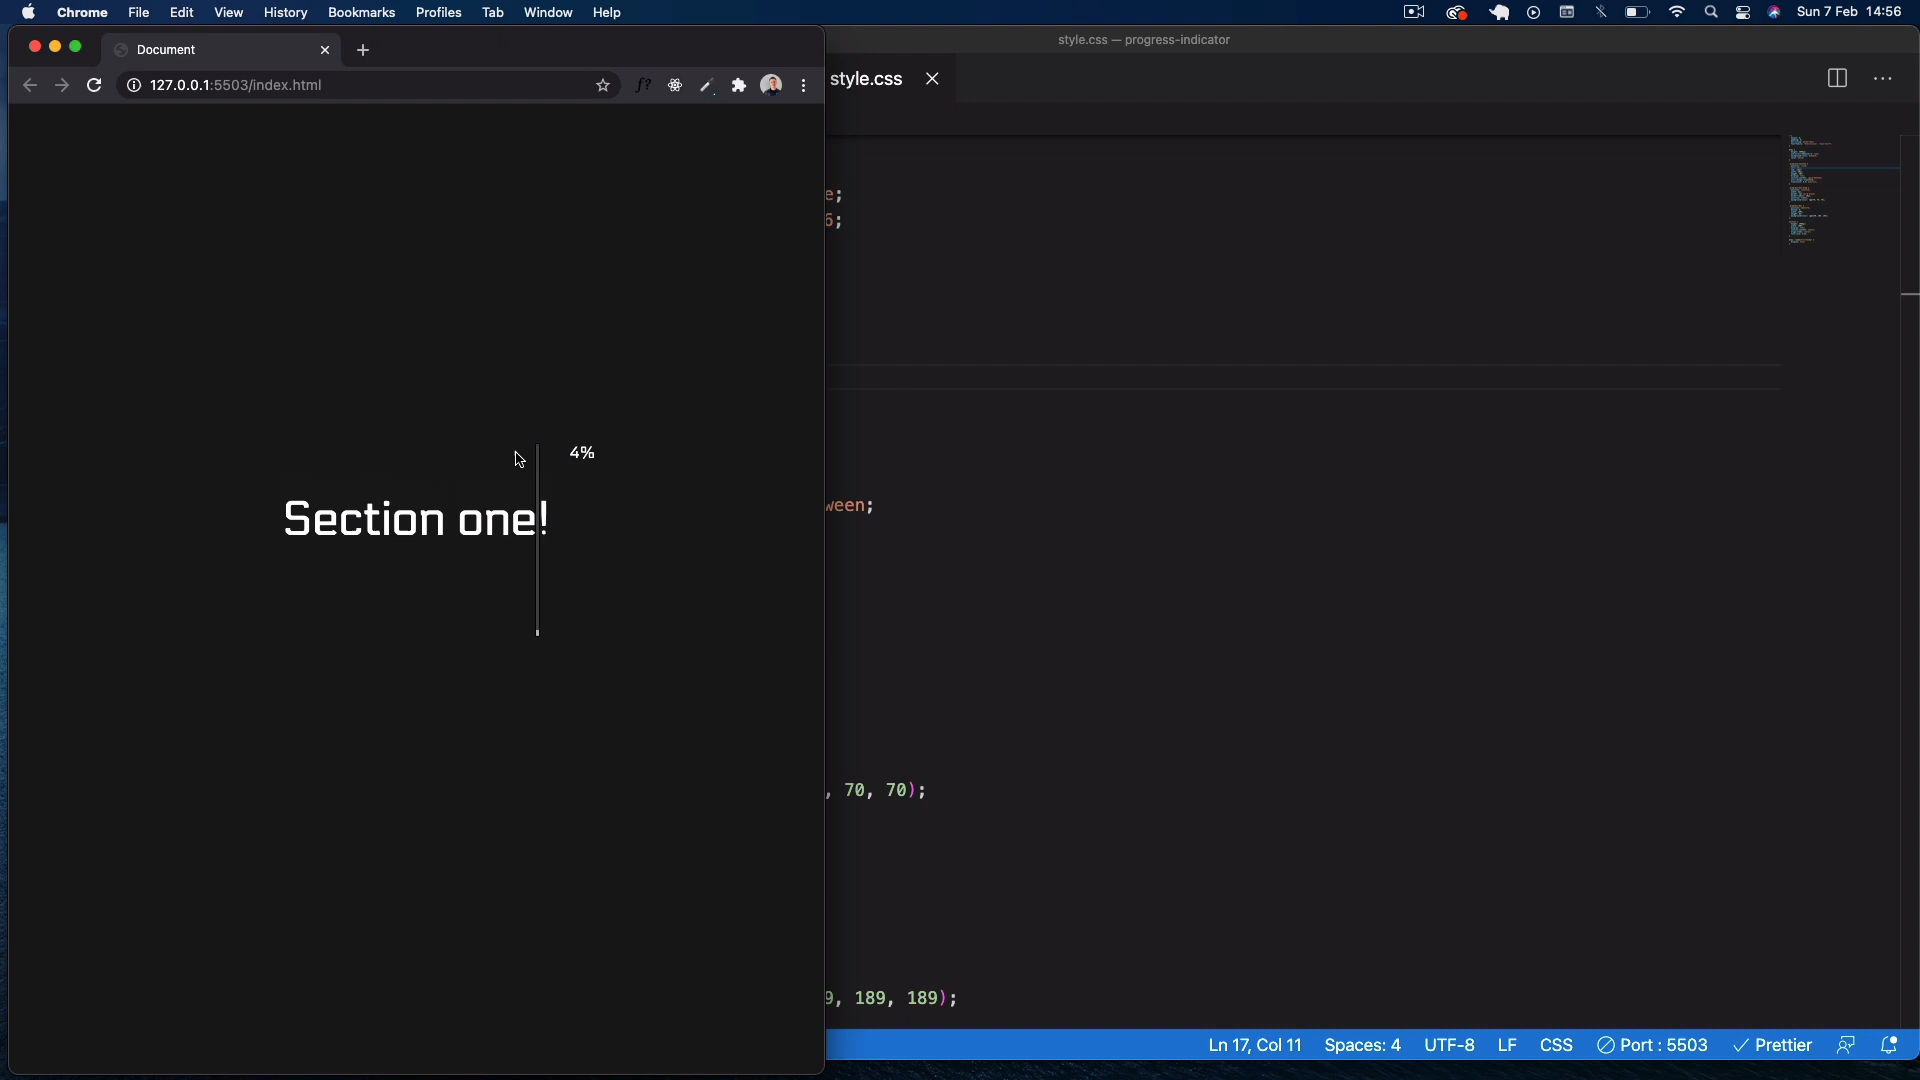 Chrome File Edit View History Bookmarks Profiles Tab Window Help Sun 7 Feb 14:56
Document
style.css — progress-indicator
127.0.0.1:5503/index.html
style.css
e;
6;
4%
Section one!
ween;
, 70, 70);
9, 189, 189);
Ln 17, Col 11 Spaces: 4 UTF-8 LF CSS Port : 5503 Prettier